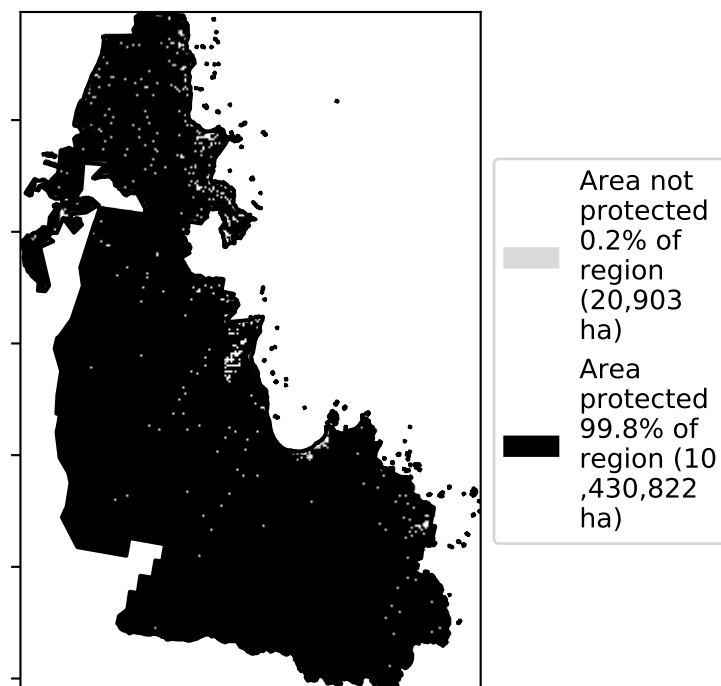 Area not
protected
0.2% of
region
(20,903
ha)
Area
protected
99.8% of
region (10
,430,822
ha)